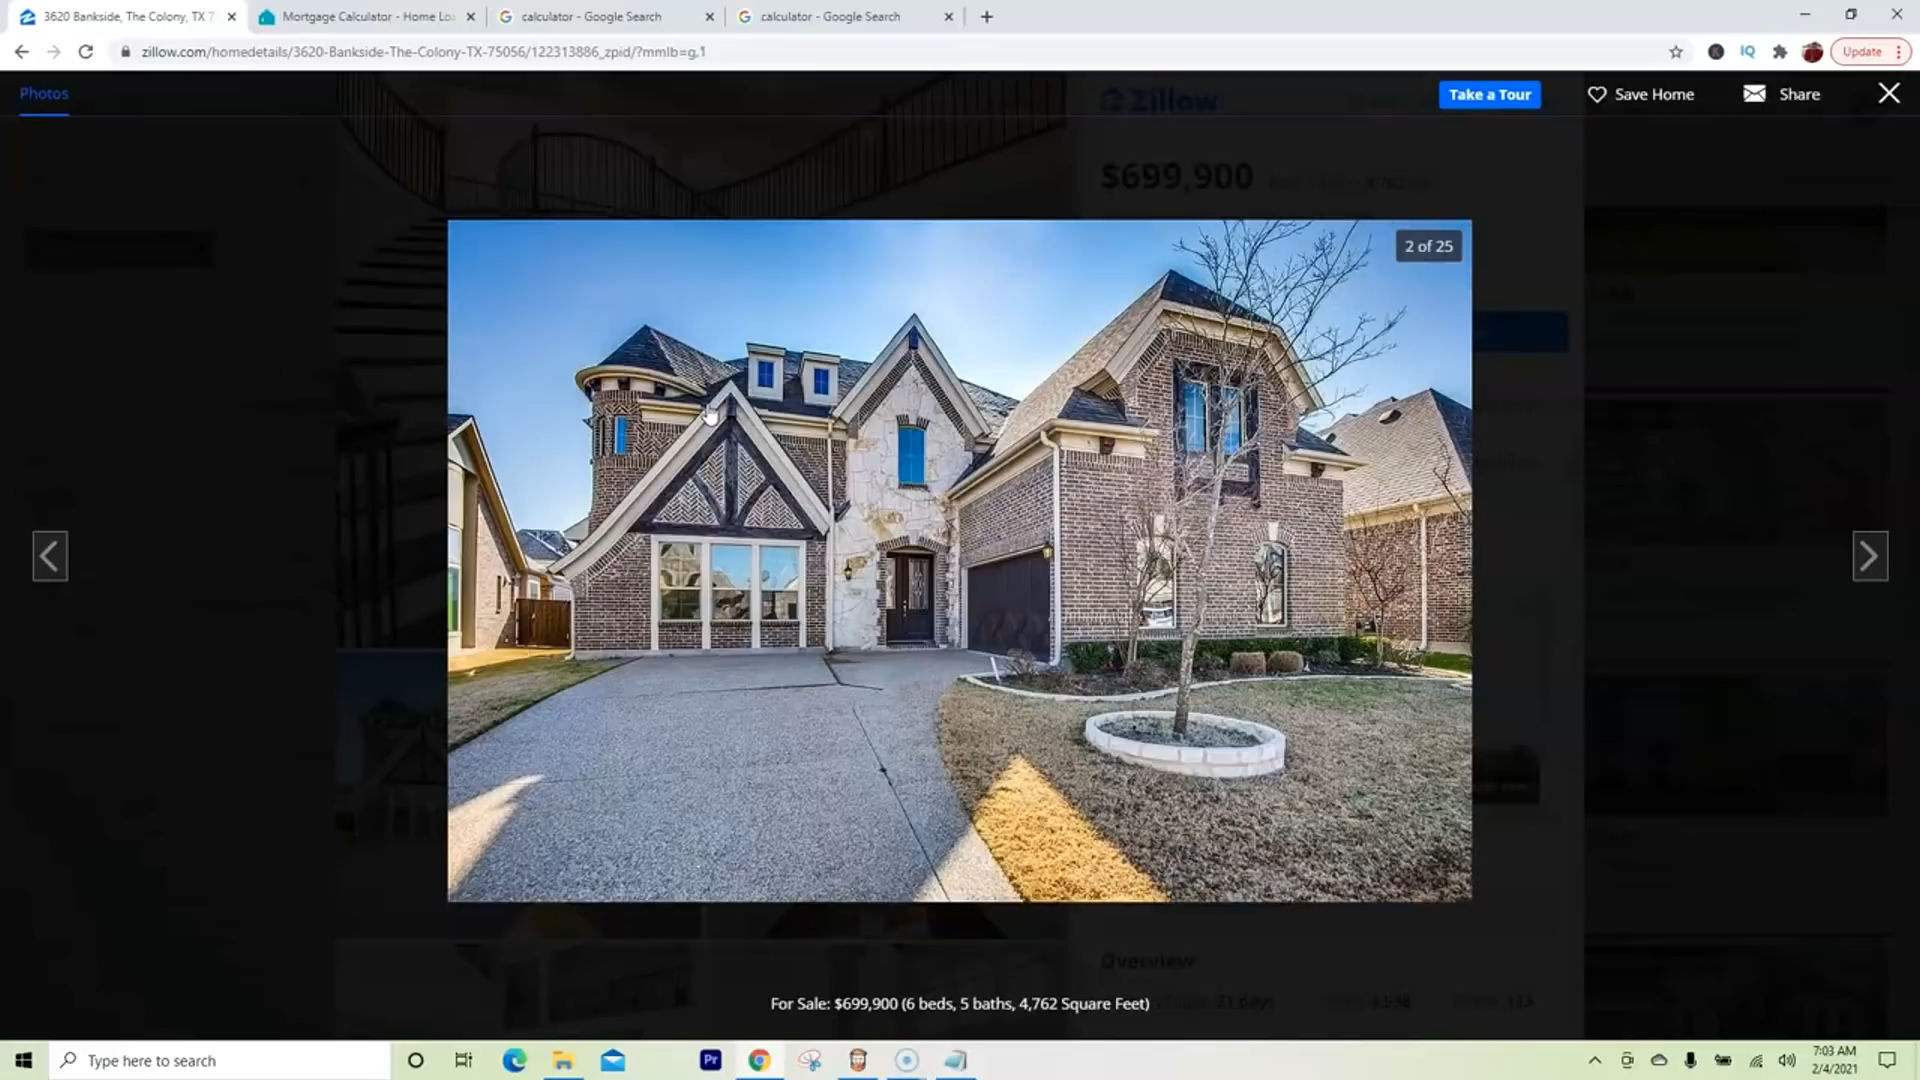 3620 Bankside, The Colony, TX 7
Mortgage Calculator - Home Lo
calculator - Google Search
calculator - Google Search
zillow.com/homedetails/3620-Bankside-The-Colony-TX-75056/122313886_zpid/?mmlb=g,1
IQ
Update
Photos
Zillow
Take a Tour
Save Home
Share
$699,900
2 of 25
Overview
For Sale: $699,900 (6 beds, 5 baths, 4,762 Square Feet)
Type here to search
Pr
7:03 AM
2/4/2021